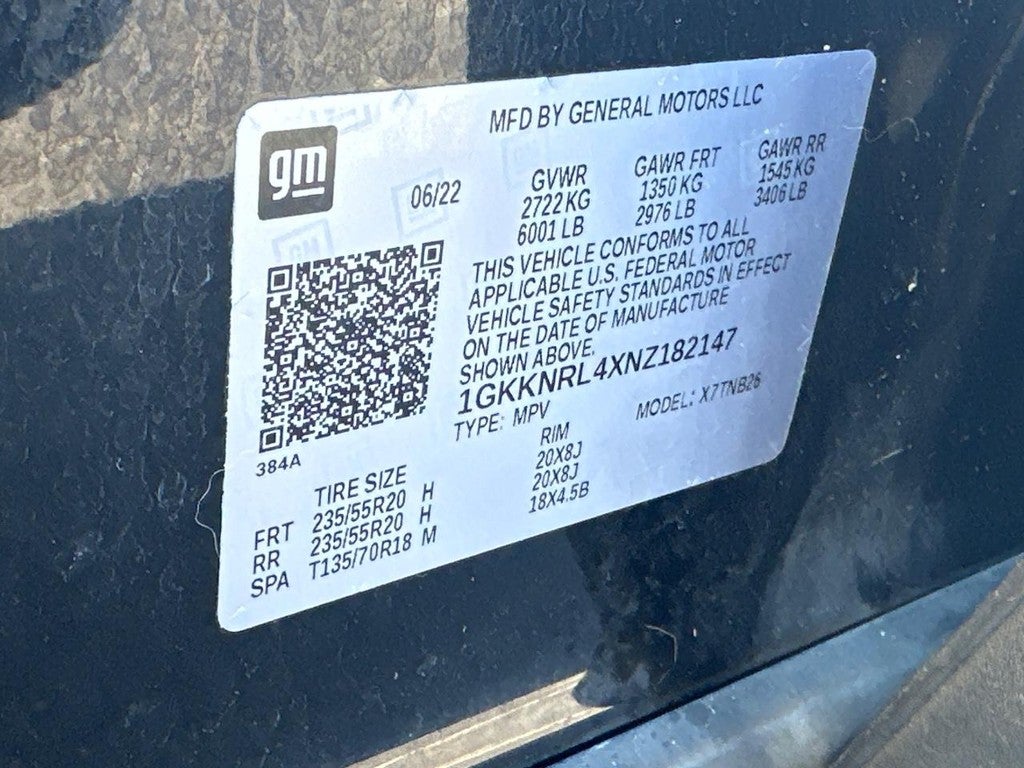 MFD BY GENERAL MOTORS LLC
gm
06/22
GVWR GAWR FRT GAWR RR
2722 KG 1350 KG 1545 KG
6001 LB 2976 LB 3406 LB
THIS VEHICLE CONFORMS TO ALL
APPLICABLE U.S. FEDERAL MOTOR
VEHICLE SAFETY STANDARDS IN EFFECT
ON THE DATE OF MANUFACTURE
SHOWN ABOVE.
1GKKNRL4XNZ182147
TYPE: MPV MODEL: X7TNB26
384A
TIRE SIZE RIM
FRT 235/55R20 H 20X8J
RR 235/55R20 H 20X8J
SPA T135/70R18 M 18X4.5B